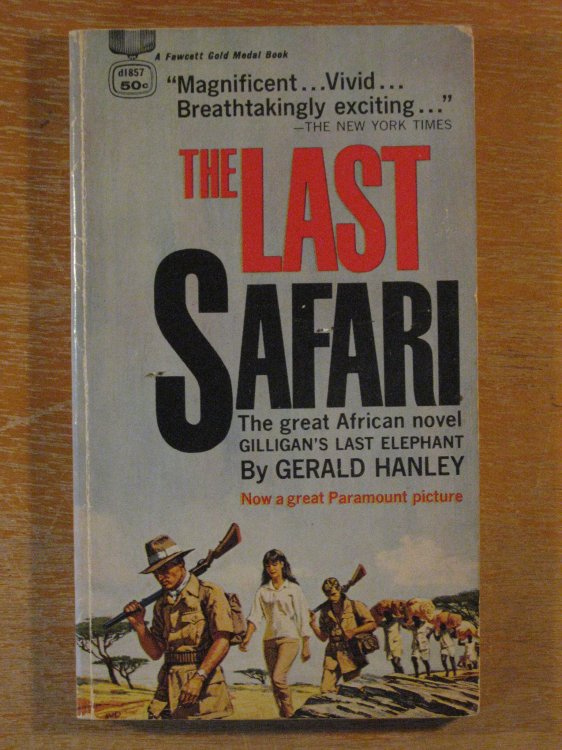 A Fawcett Gold Medal Book
d1857
50c
“Magnificent...Vivid...
Breathtakingly exciting...”
—THE NEW YORK TIMES
THE LAST
SAFARI
The great African novel
GILLIGAN'S LAST ELEPHANT
By GERALD HANLEY
Now a great Paramount picture